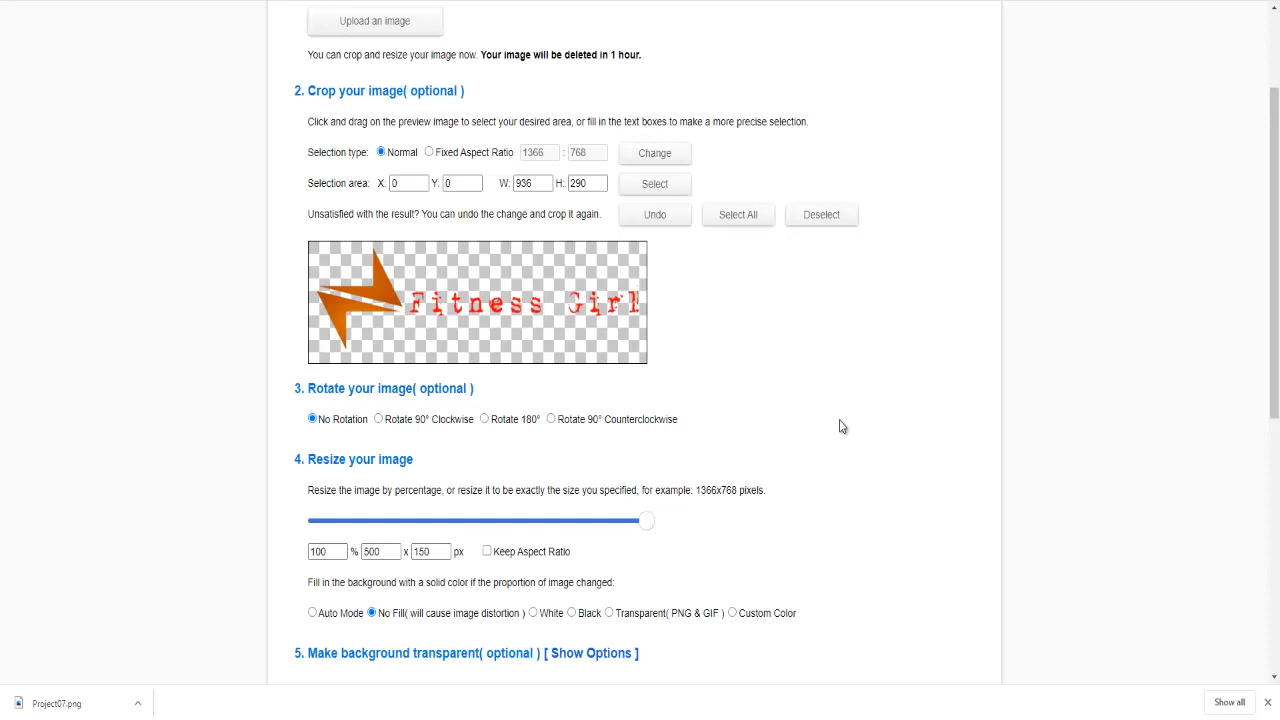 Upload an image
You can crop and resize your image now. Your image will be deleted in 1 hour.
2. Crop your image( optional )
Click and drag on the preview image to select your desired area, or fill in the text boxes to make a more precise selection.
Selection type: Normal Fixed Aspect Ratio 1366 : 768 Change
Selection area: X: 0 Y: 0 W: 936 H: 290 Select
Unsatisfied with the result? You can undo the change and crop it again. Undo Select All Deselect
Fitness Girl
3. Rotate your image( optional )
No Rotation Rotate 90° Clockwise Rotate 180° Rotate 90° Counterclockwise
4. Resize your image
Resize the image by percentage, or resize it to be exactly the size you specified, for example: 1366x768 pixels.
100 % 500 x 150 px Keep Aspect Ratio
Fill in the background with a solid color if the proportion of image changed:
Auto Mode No Fill( will cause image distortion ) White Black Transparent( PNG & GIF ) Custom Color
5. Make background transparent( optional ) [ Show Options ]
Project07.png Show all